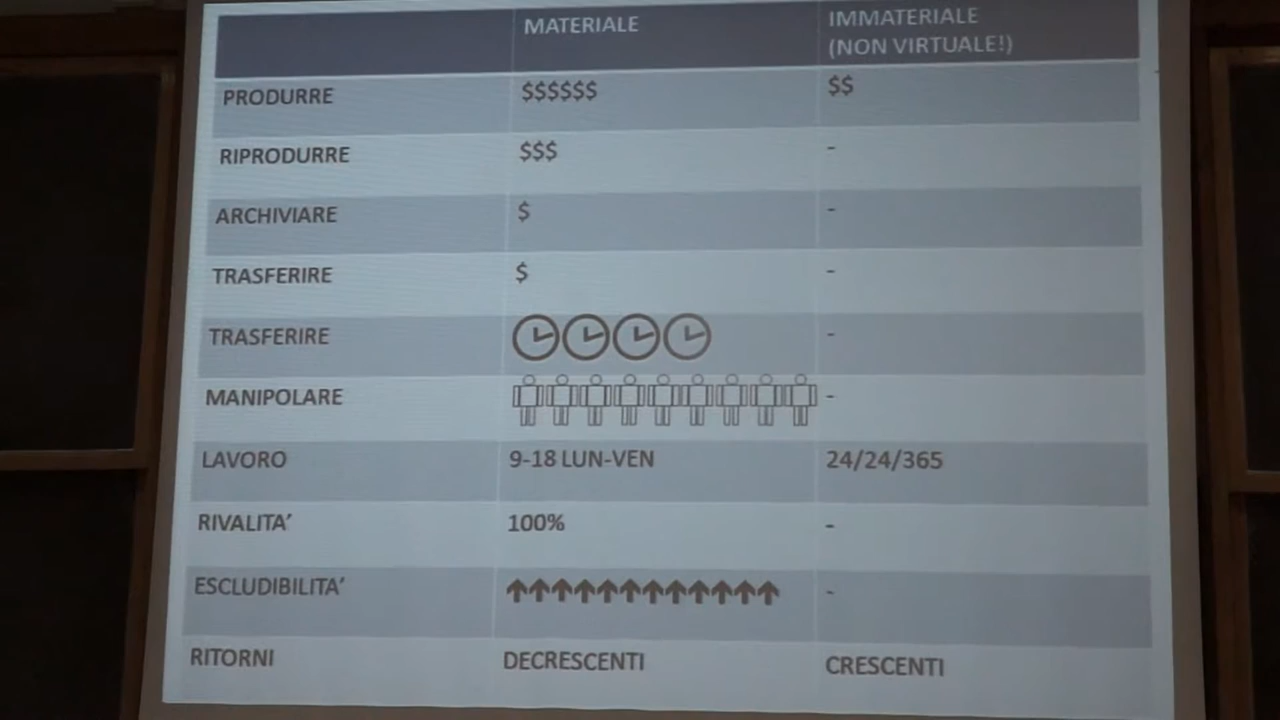 MATERIALE
IMMATERIALE
(NON VIRTUALE!)
PRODURRE $$$$$$ $$
RIPRODURRE $$$ -
ARCHIVIARE $ -
TRASFERIRE $ -
TRASFERIRE -
MANIPOLARE -
LAVORO 9-18 LUN-VEN 24/24/365
RIVALITA' 100% -
ESCLUDIBILITA' -
RITORNI DECRESCENTI CRESCENTI